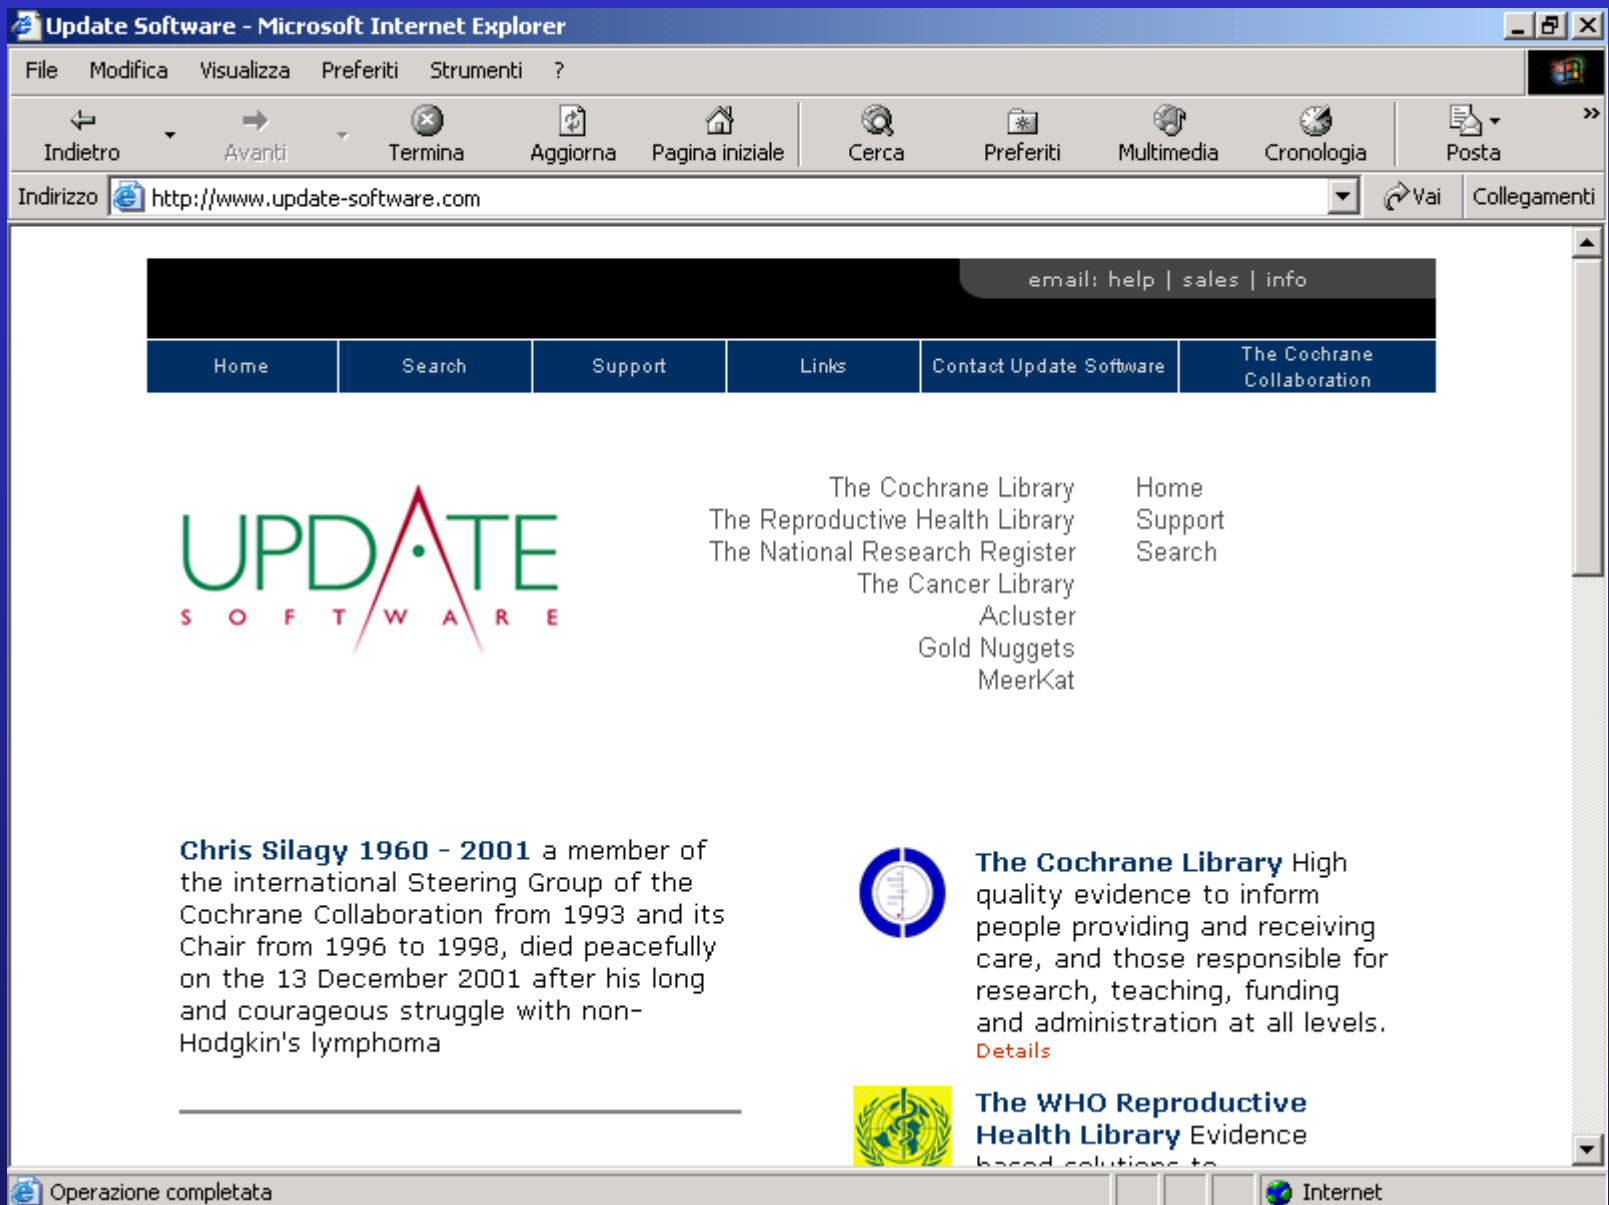 Update Software - Microsoft Internet Explorer
File Modifica Visualizza Preferiti Strumenti ?
Indietro Avanti Termina Aggiorna Pagina iniziale Cerca Preferiti Multimedia Cronologia Posta »
Indirizzo http://www.update-software.com Vai Collegamenti
email: help | sales | info
Home Search Support Links Contact Update Software The Cochrane
Collaboration
UPDATE
SOFTWARE
The Cochrane Library
The Reproductive Health Library
The National Research Register
The Cancer Library
Acluster
Gold Nuggets
MeerKat
Home
Support
Search
Chris Silagy 1960 - 2001 a member of
the international Steering Group of the
Cochrane Collaboration from 1993 and its
Chair from 1996 to 1998, died peacefully
on the 13 December 2001 after his long
and courageous struggle with non-
Hodgkin's lymphoma
The Cochrane Library High
quality evidence to inform
people providing and receiving
care, and those responsible for
research, teaching, funding
and administration at all levels.
Details
The WHO Reproductive
Health Library Evidence
based solutions to
Operazione completata Internet